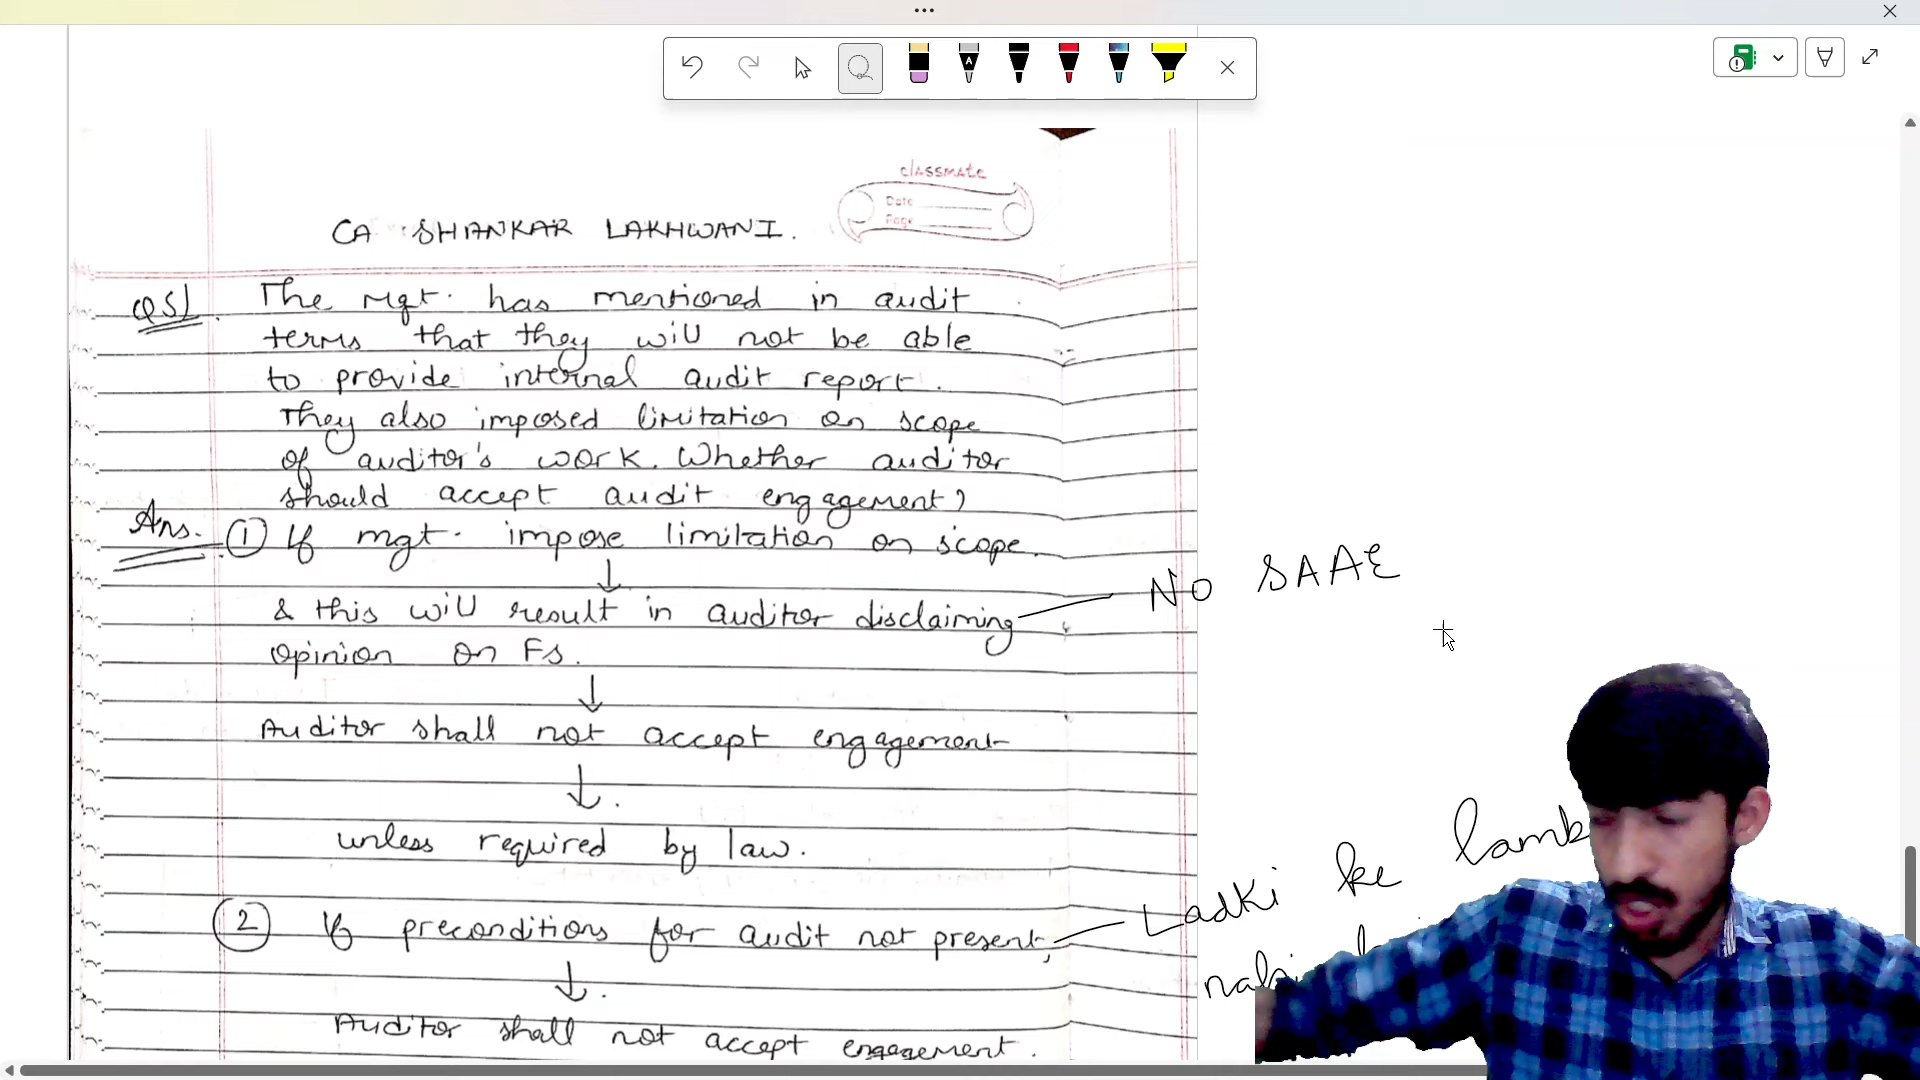 classmate
Date
Page
CA SHANKAR LAKHWANI.
Q5) The Mgt. has mentioned in audit
terms that they will not be able
to provide internal audit report.
They also imposed limitation on scope
of auditor's work. Whether auditor
should accept audit engagement?
Ans. ① If mgt. impose limitation on scope.
↓
& this will result in auditor disclaiming
opinion on Fs.
NO SAAE
↓
Auditor shall not accept engagement
↓
unless required by law.
② If preconditions for audit not present,
Ladki ke
↓
Auditor shall not accept engagement.